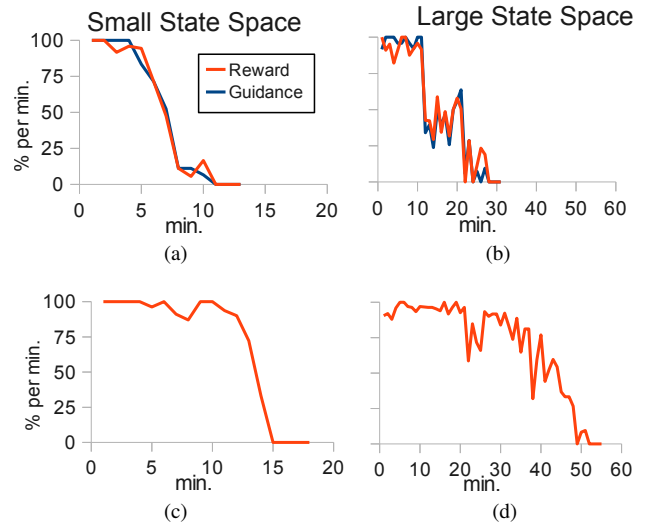 Small State Space
Large State Space
% per min.
100
75
50
25
0
Reward
Guidance
0 5 10 15 20
min.
(a)
0 10 20 30 40 50 60
min.
(b)
% per min.
100
75
50
25
0
0 5 10 15 20
min.
(c)
0 10 20 30 40 50 60
min.
(d)